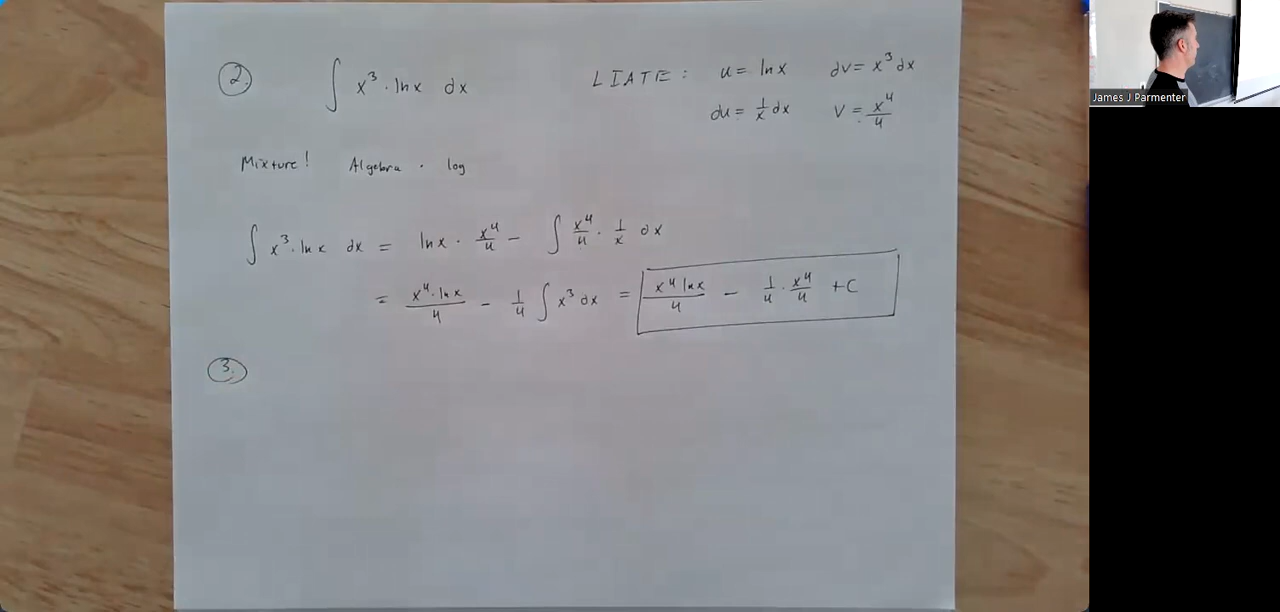 ② ∫ x³ · ln x dx LIATE : u = ln x dv = x³ dx
du = 1/x dx v = x⁴/4
Mixture! Algebra · log
∫ x³ · ln x dx = ln x · x⁴/4 − ∫ x⁴/4 · 1/x dx
= x⁴ · ln x/4 − 1/4 ∫ x³ dx = x⁴ ln x/4 − 1/4 · x⁴/4 + C
③.
James J Parmenter